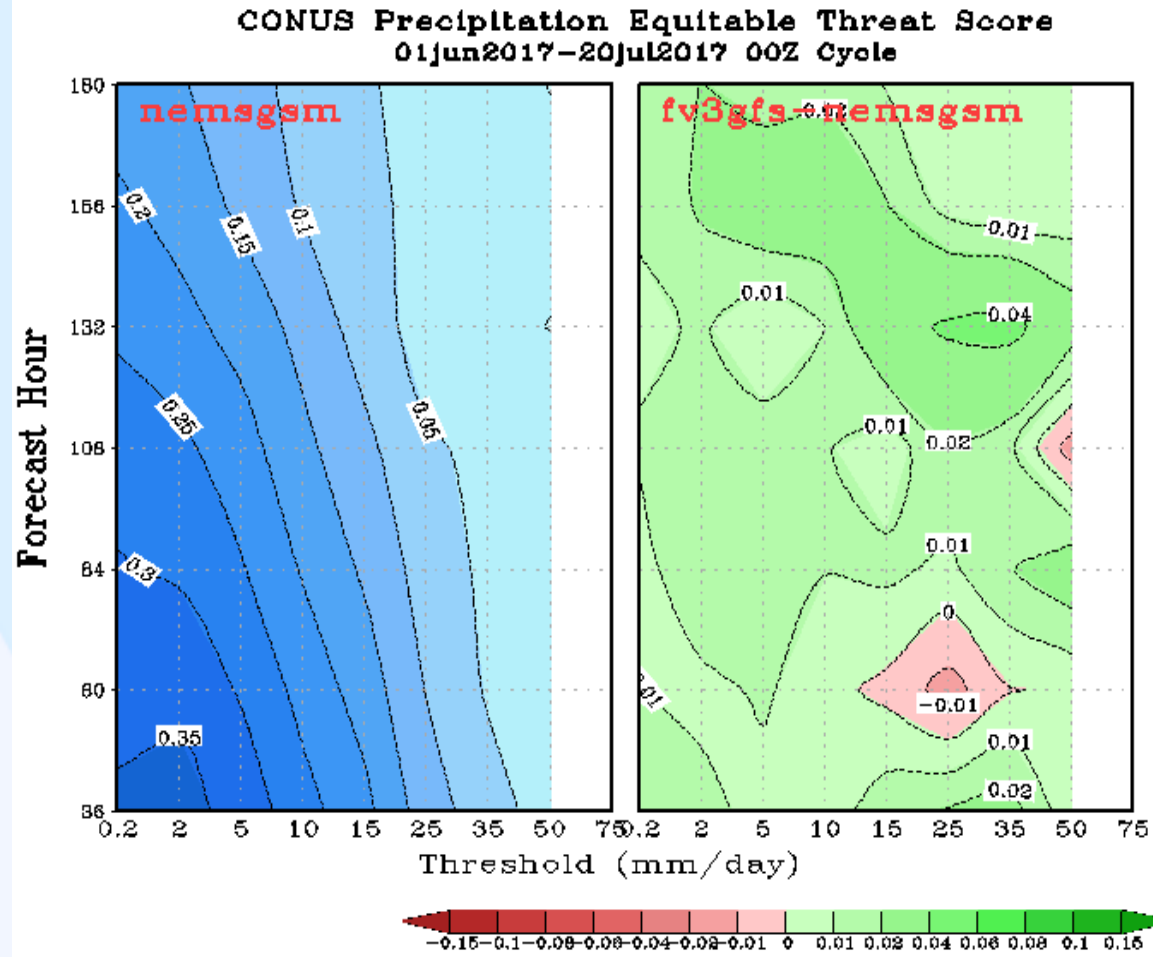 CONUS Precipitation Equitable Threat Score
01jun2017-20jul2017 00Z Cycle
nemsgsm
fv3gfs-nemsgsm
Forecast Hour
180
156
132
108
84
60
36
0.2
0.15
0.1
0.25
0.05
0.3
0.35
0.01
0.01
0.04
0.01
0.02
0.01
0
-0.01
0.01
0.02
0.2 2 5 10 15 25 35 50 75
0.2 2 5 10 15 25 35 50 75
Threshold (mm/day)
-0.15 -0.1 -0.08 -0.06 -0.04 -0.02 -0.01 0 0.01 0.02 0.04 0.06 0.08 0.1 0.15